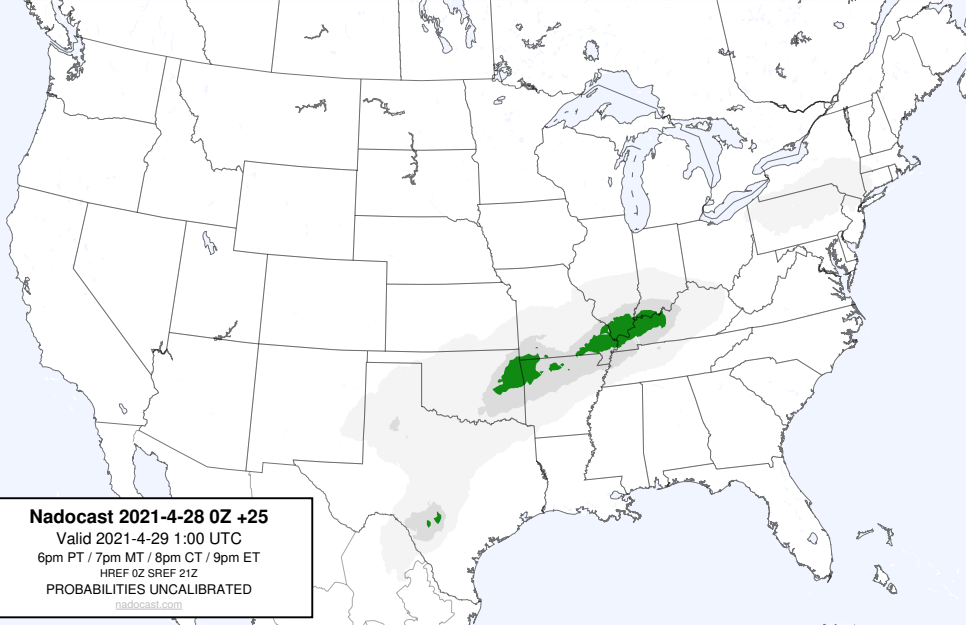 Nadocast 2021-4-28 0Z +25
Valid 2021-4-29 1:00 UTC
6pm PT / 7pm MT / 8pm CT / 9pm ET
HREF 0Z SREF 21Z
PROBABILITIES UNCALIBRATED
nadocast.com